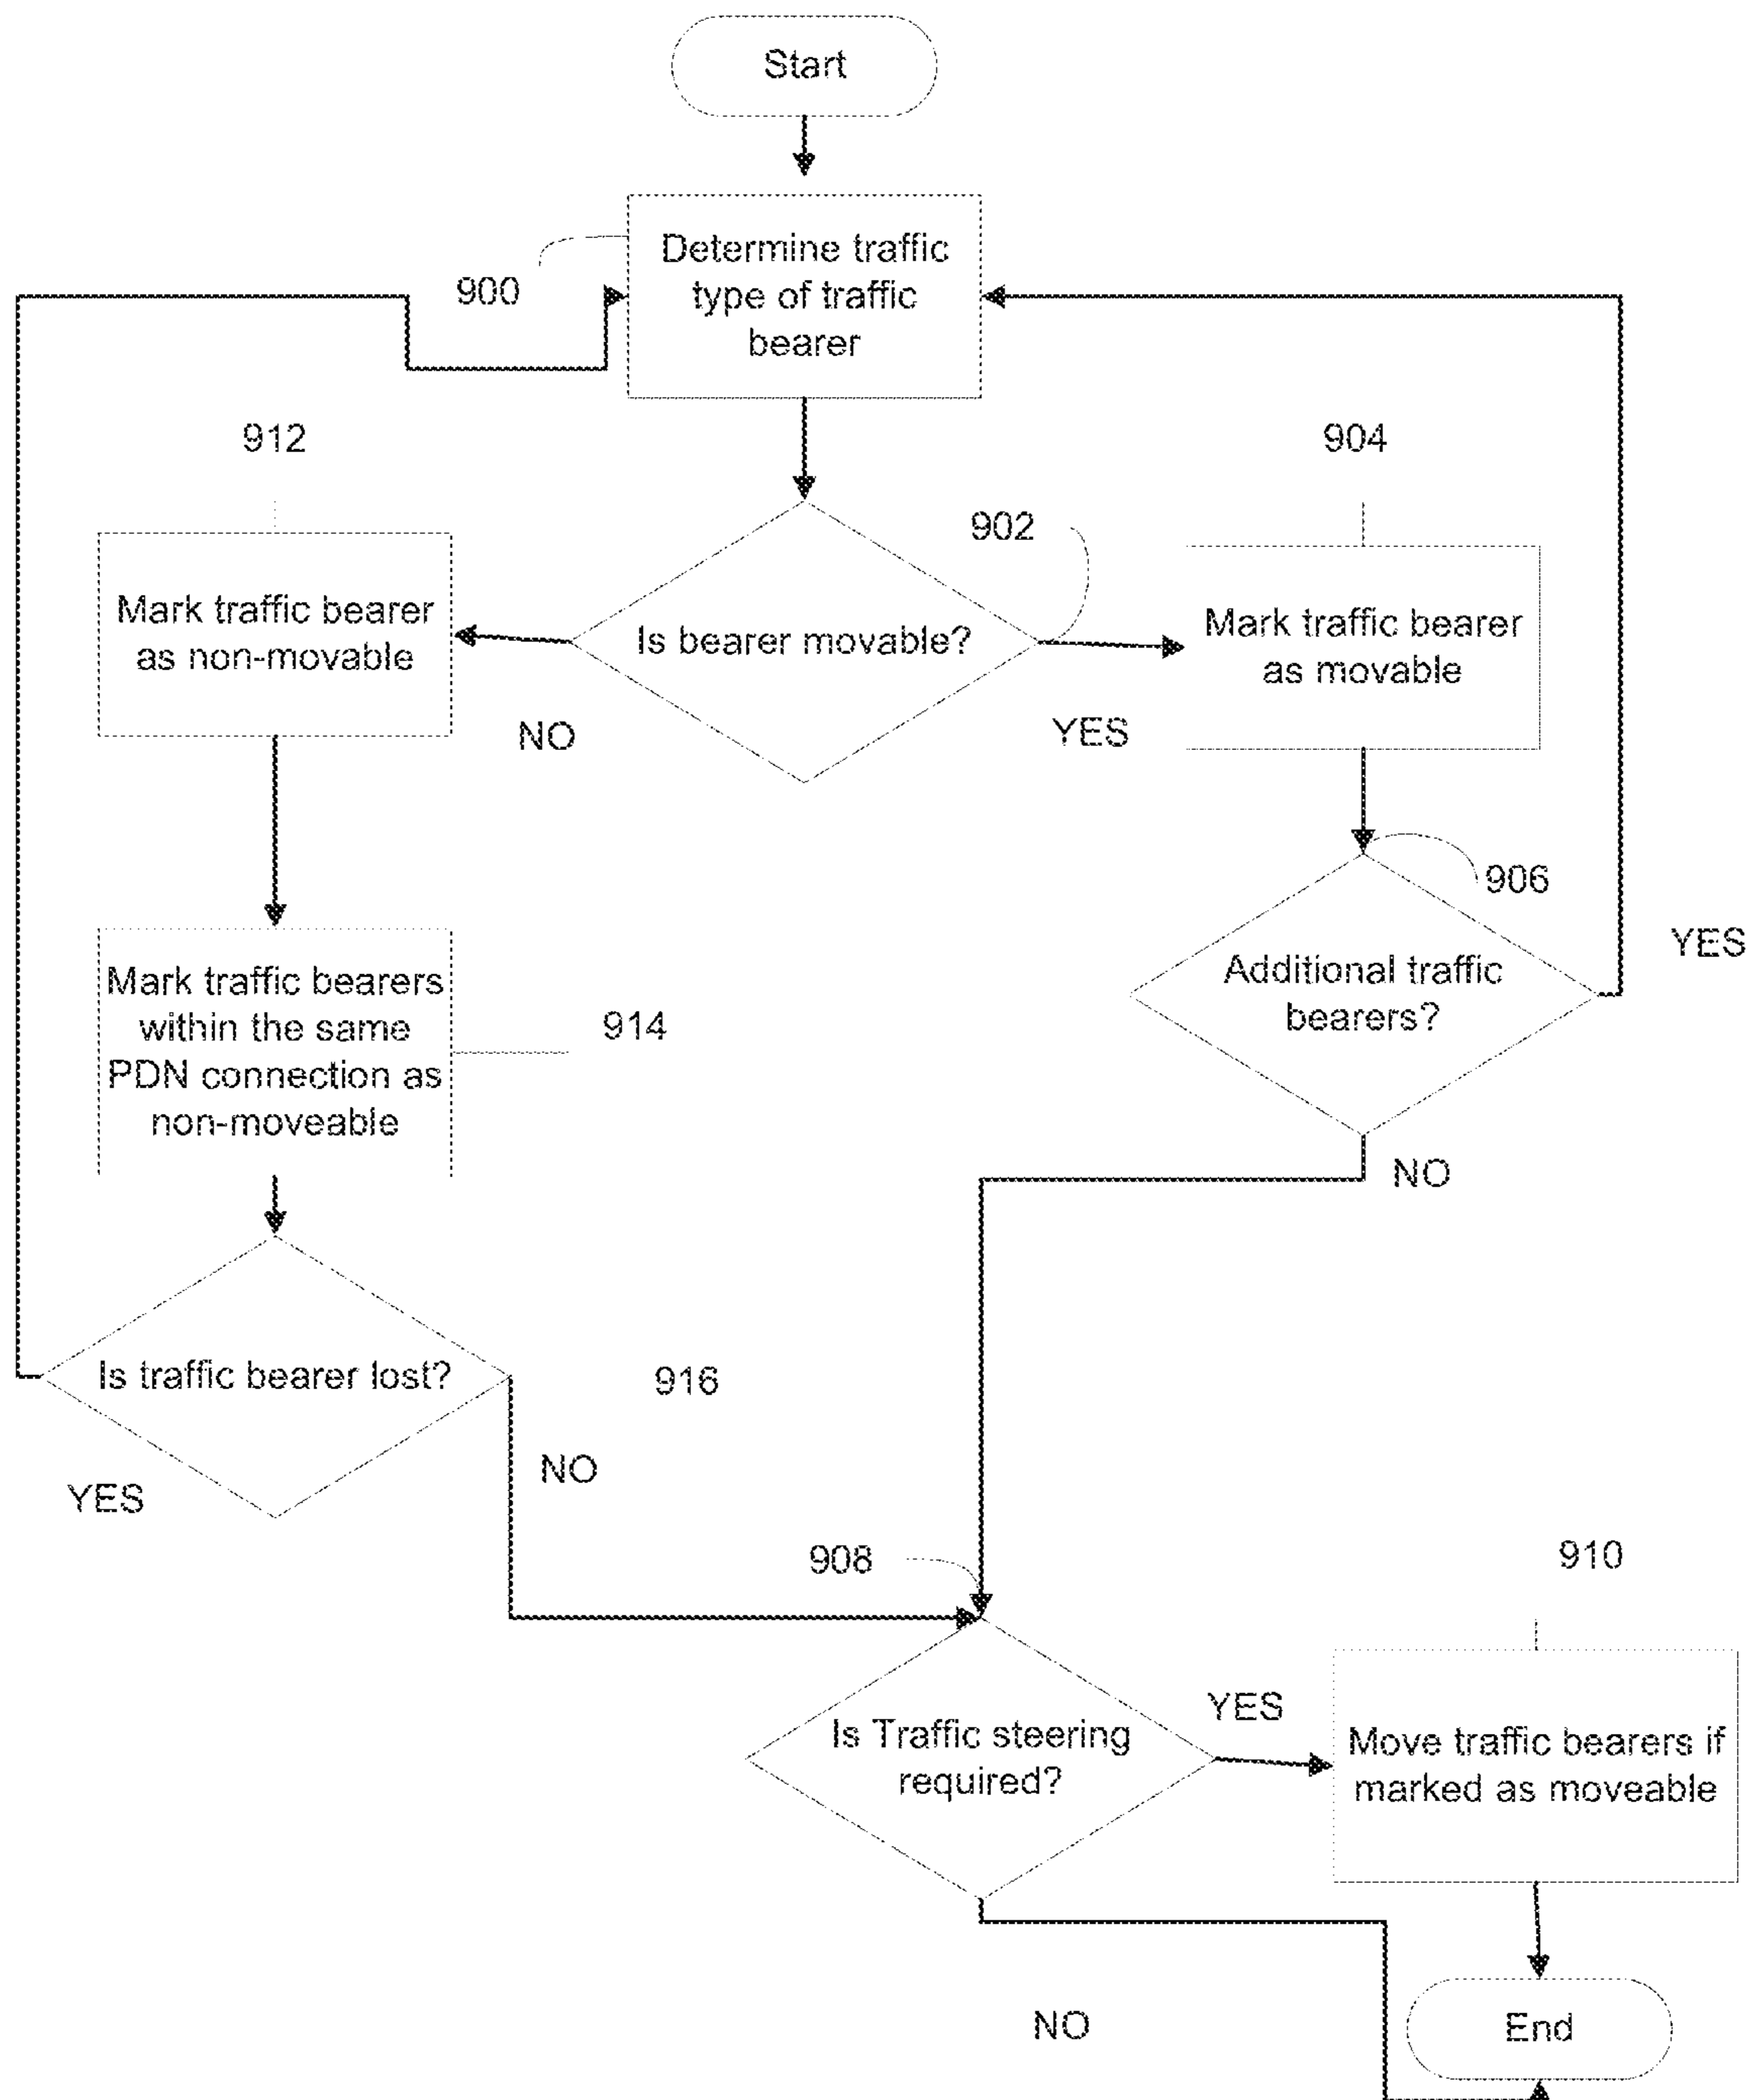 Start
900
Determine traffic
type of traffic
bearer
912
904
902
Mark traffic bearer
as non-movable
Is bearer movable?
Mark traffic bearer
as movable
NO
YES
906
Additional traffic
bearers?
YES
Mark traffic bearers
within the same
PDN connection as
non-moveable
914
NO
Is traffic bearer lost?
916
NO
YES
908
910
Is Traffic steering
required?
YES
Move traffic bearers if
marked as moveable
NO
End